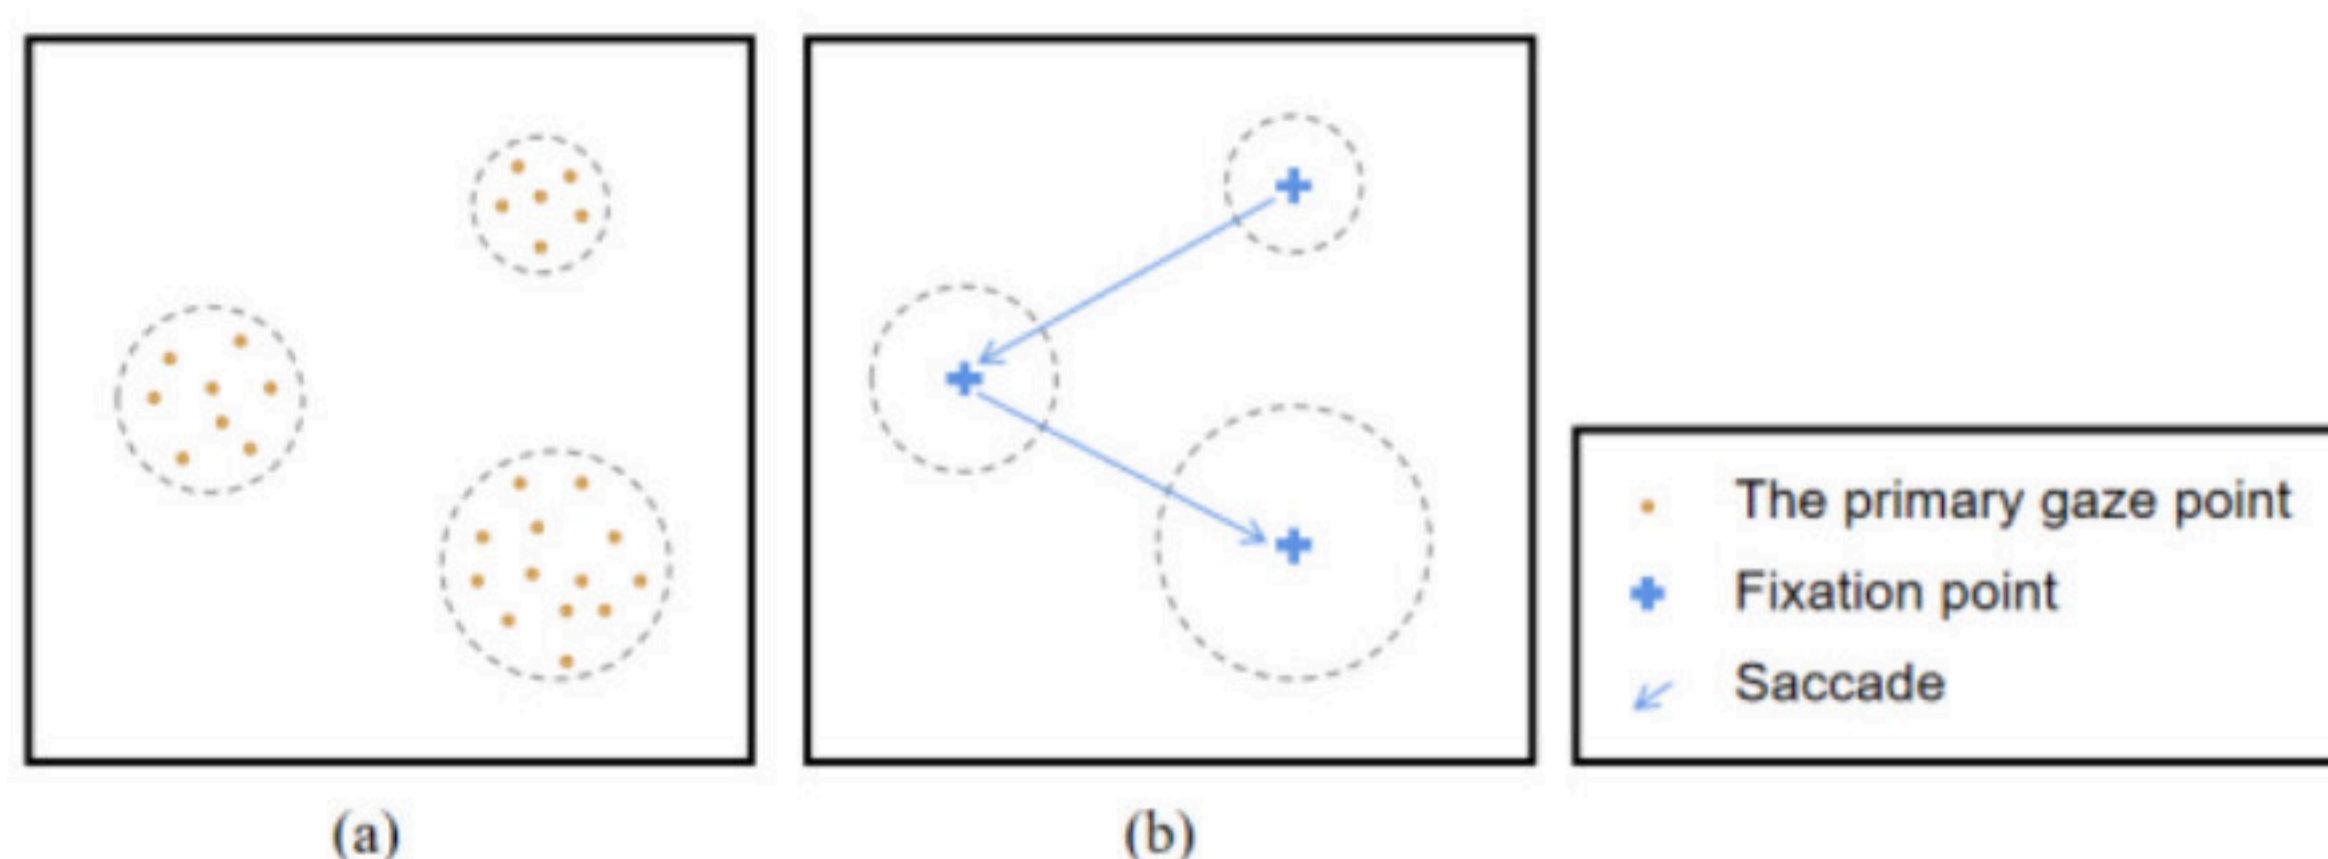 The primary gaze point
Fixation point
Saccade
(a)
(b)